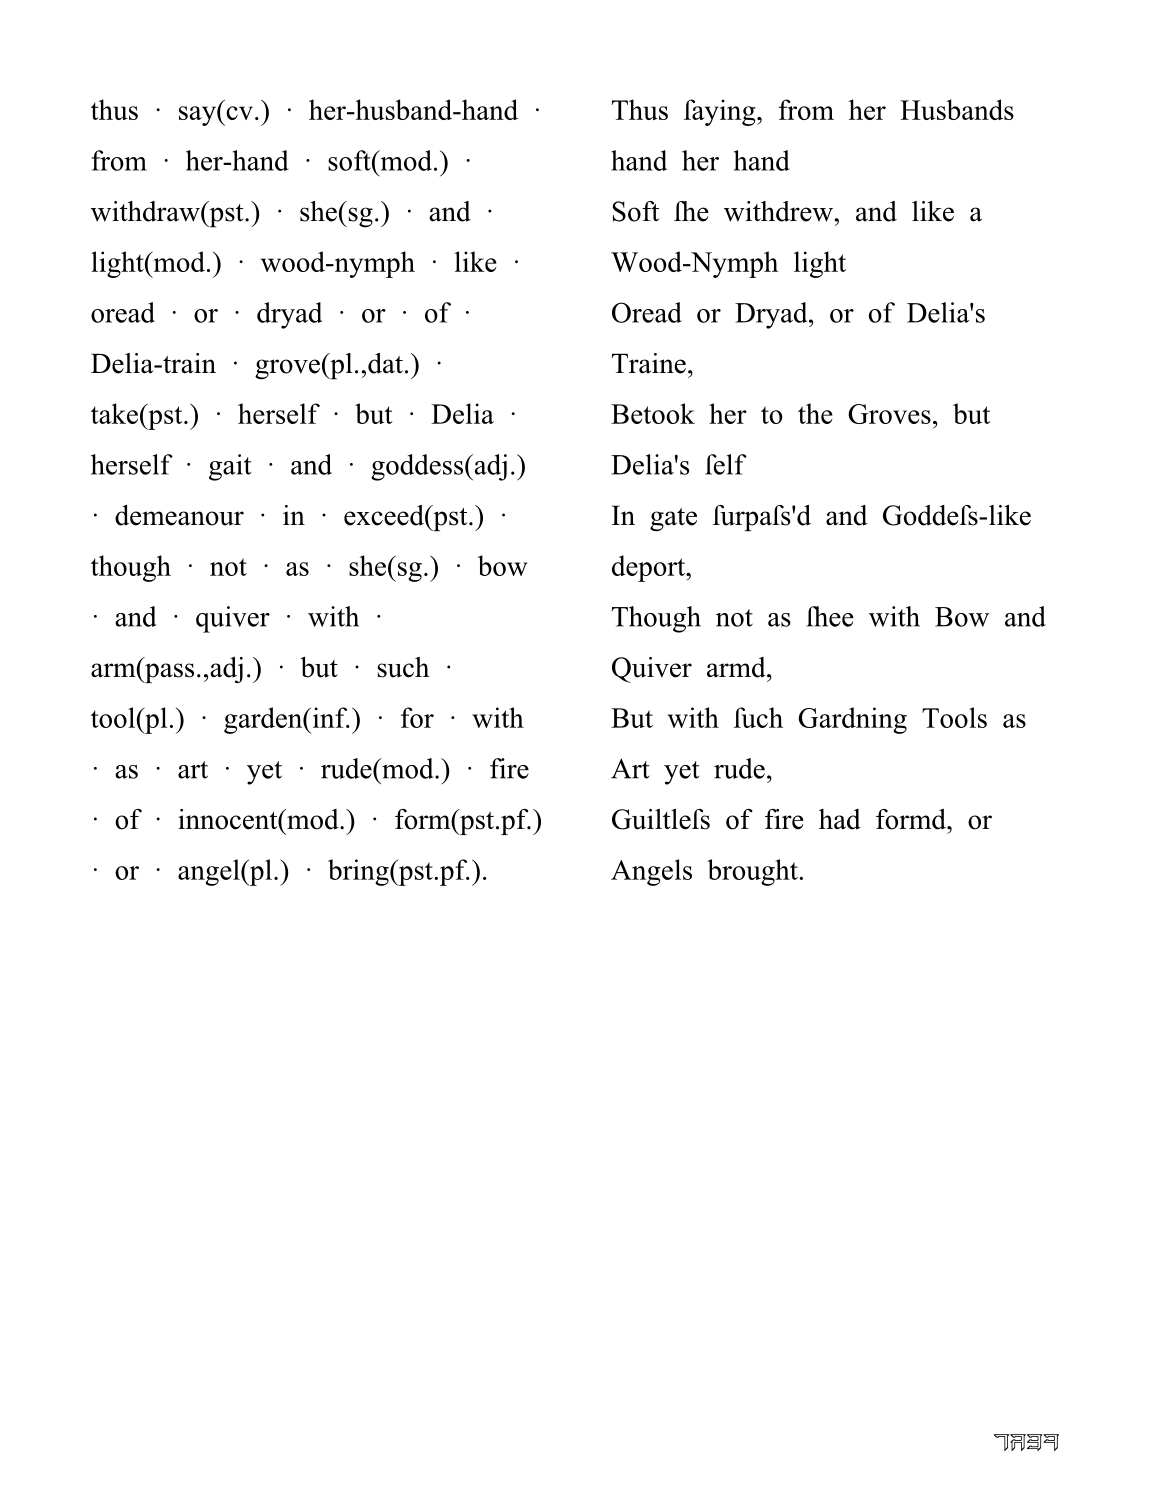 thus · say(cv.) · her-husband-hand ·
from · her-hand · soft(mod.) ·
withdraw(pst.) · she(sg.) · and ·
light(mod.) · wood-nymph · like ·
oread · or · dryad · or · of ·
Delia-train · grove(pl.,dat.) ·
take(pst.) · herself · but · Delia ·
herself · gait · and · goddess(adj.)
· demeanour · in · exceed(pst.) ·
though · not · as · she(sg.) · bow
· and · quiver · with ·
arm(pass.,adj.) · but · such ·
tool(pl.) · garden(inf.) · for · with
· as · art · yet · rude(mod.) · fire
· of · innocent(mod.) · form(pst.pf.)
· or · angel(pl.) · bring(pst.pf.).
Thus ſaying, from her Husbands
hand her hand
Soft ſhe withdrew, and like a
Wood-Nymph light
Oread or Dryad, or of Delia's
Traine,
Betook her to the Groves, but
Delia's ſelf
In gate ſurpaſs'd and Goddeſs-like
deport,
Though not as ſhee with Bow and
Quiver armd,
But with ſuch Gardning Tools as
Art yet rude,
Guiltleſs of fire had formd, or
Angels brought.